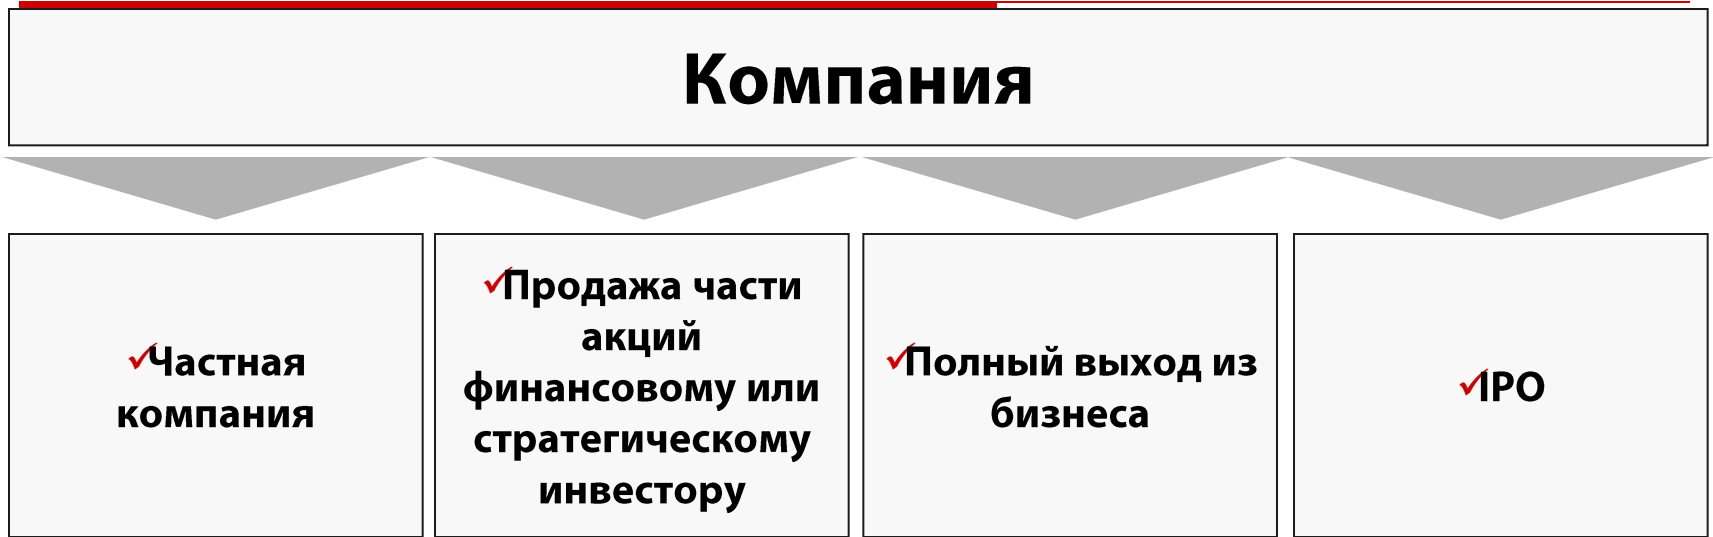 Компания
Частная
компания
Продажа части
акций
финансовому или
стратегическому
инвестору
Полный выход из
бизнеса
IPO